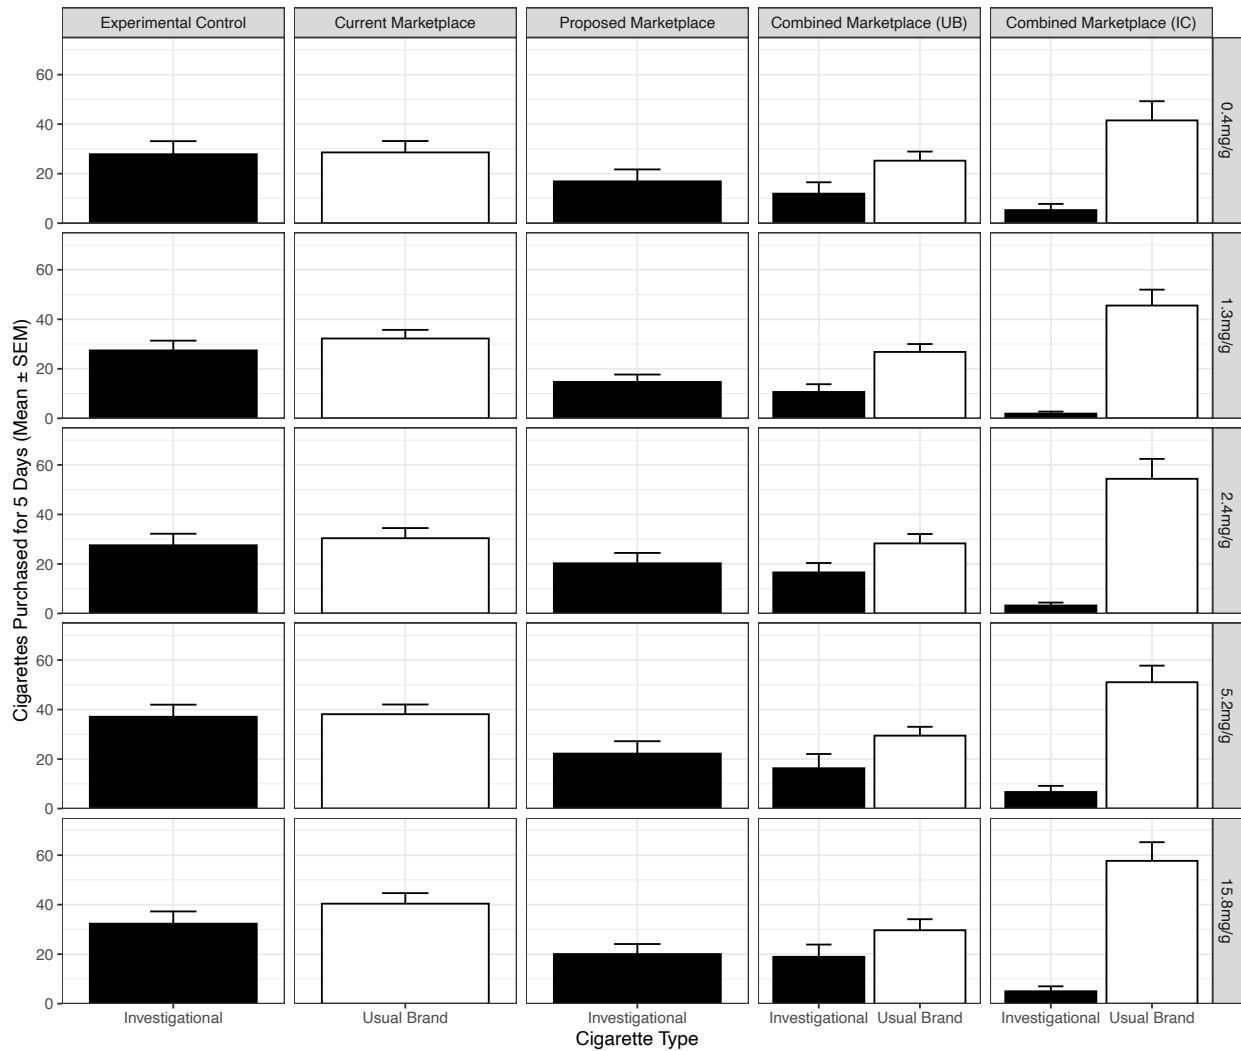 Experimental Control
Current Marketplace
Proposed Marketplace
Combined Marketplace (UB)
Combined Marketplace (IC)
Cigarettes Purchased for 5 Days (Mean ± SEM)
60
40
20
0
0.4mg/g
60
40
20
0
1.3mg/g
60
40
20
0
2.4mg/g
60
40
20
0
5.2mg/g
60
40
20
0
15.8mg/g
Investigational
Usual Brand
Investigational
Investigational Usual Brand
Investigational Usual Brand
Cigarette Type